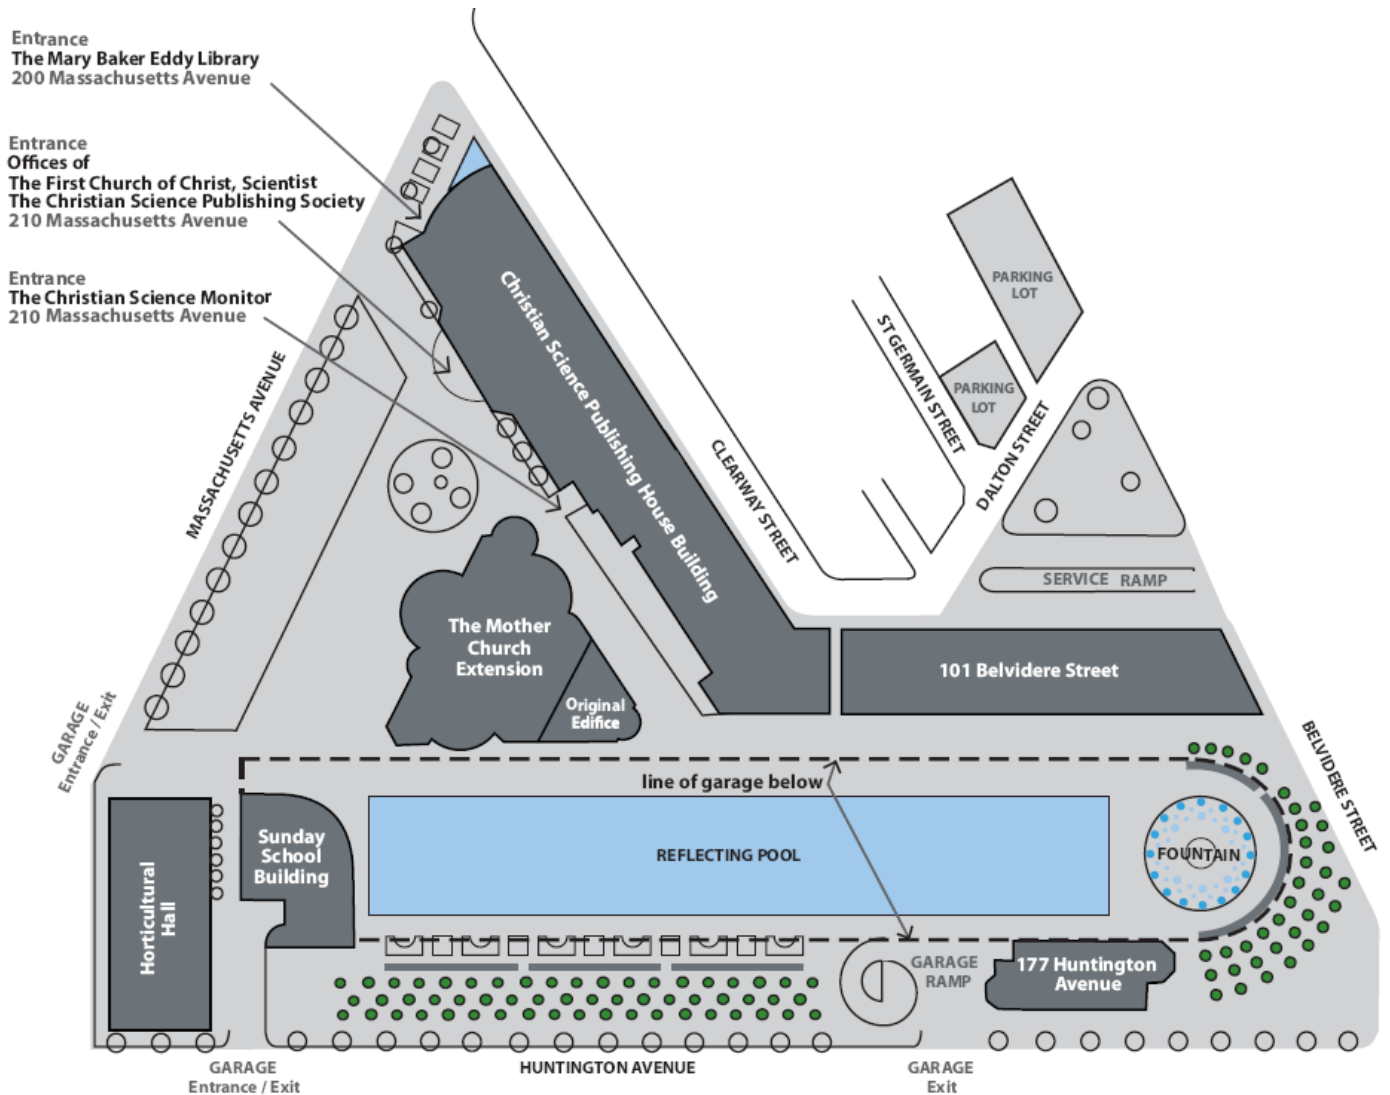 Entrance
The Mary Baker Eddy Library
200 Massachusetts Avenue
Entrance
Offices of
The First Church of Christ, Scientist
The Christian Science Publishing Society
210 Massachusetts Avenue
Entrance
The Christian Science Monitor
210 Massachusetts Avenue
MASSACHUSETTS AVENUE
Christian Science Publishing House Building
CLEARWAY STREET
ST GERMAIN STREET
PARKING
LOT
PARKING
LOT
DALTON STREET
SERVICE RAMP
The Mother
Church
Extension
Original
Edifice
101 Belvidere Street
BELVIDERE STREET
GARAGE
Entrance / Exit
line of garage below
Horticultural
Hall
Sunday
School
Building
REFLECTING POOL
FOUNTAIN
GARAGE
RAMP
177 Huntington
Avenue
GARAGE
Entrance / Exit
HUNTINGTON AVENUE
GARAGE
Exit